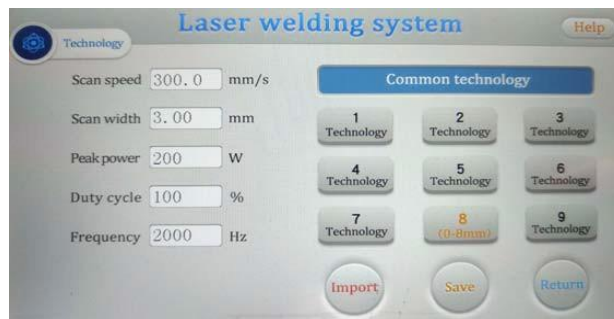 Laser welding system
Help
Technology
Scan speed 300.0 mm/s
Scan width 3.00 mm
Peak power 200 W
Duty cycle 100 %
Frequency 2000 Hz
Common technology
1 Technology
2 Technology
3 Technology
4 Technology
5 Technology
6 Technology
7 Technology
8 (0-8mm)
9 Technology
Import
Save
Return